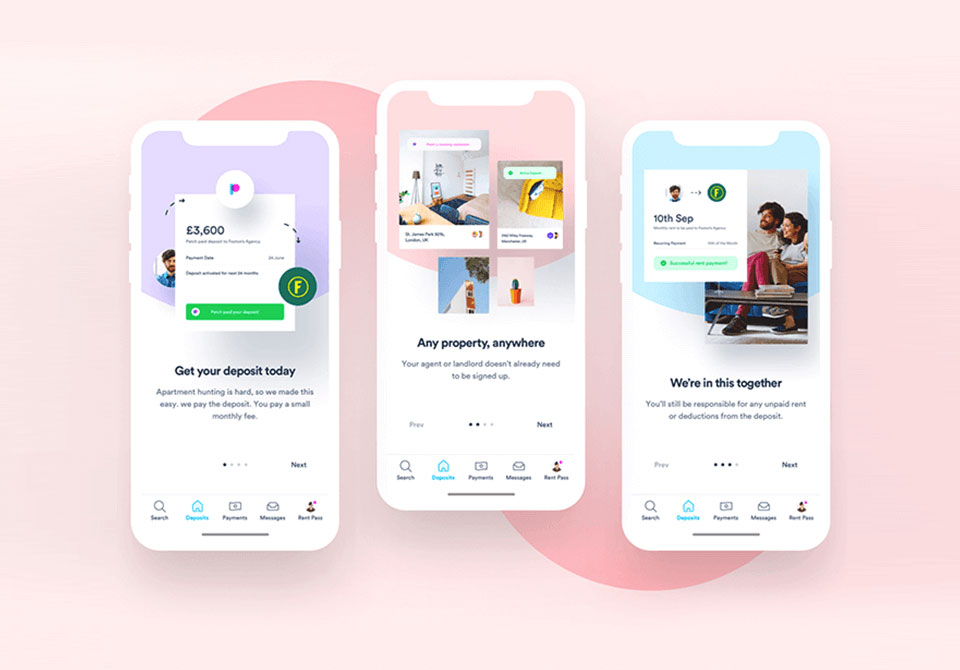 £3,600
Petch paid deposit to Foxton's Agency
Payment Date
24 June
Deposit activated for next 24 months
F
Petch paid your deposit!
Get your deposit today
Apartment hunting is hard, so we made this
easy. we pay the deposit. You pay a small
monthly fee.
Next
Search
Deposits
Payments
Messages
Rent Pass
St. James Park SE16,
London, UK
Manchester, UK
Any property, anywhere
Your agent or landlord doesn't already need
to be signed up.
Prev
Next
Search
Deposits
Payments
Messages
Rent Pass
F
10th Sep
Monthly rent to be paid to Foxton's Agency
Recurring Payment
10th of the Month
Successful rent payment!
We're in this together
You'll still be responsible for any unpaid rent
or deductions from the deposit.
Prev
Next
Search
Deposits
Payments
Messages
Rent Pass